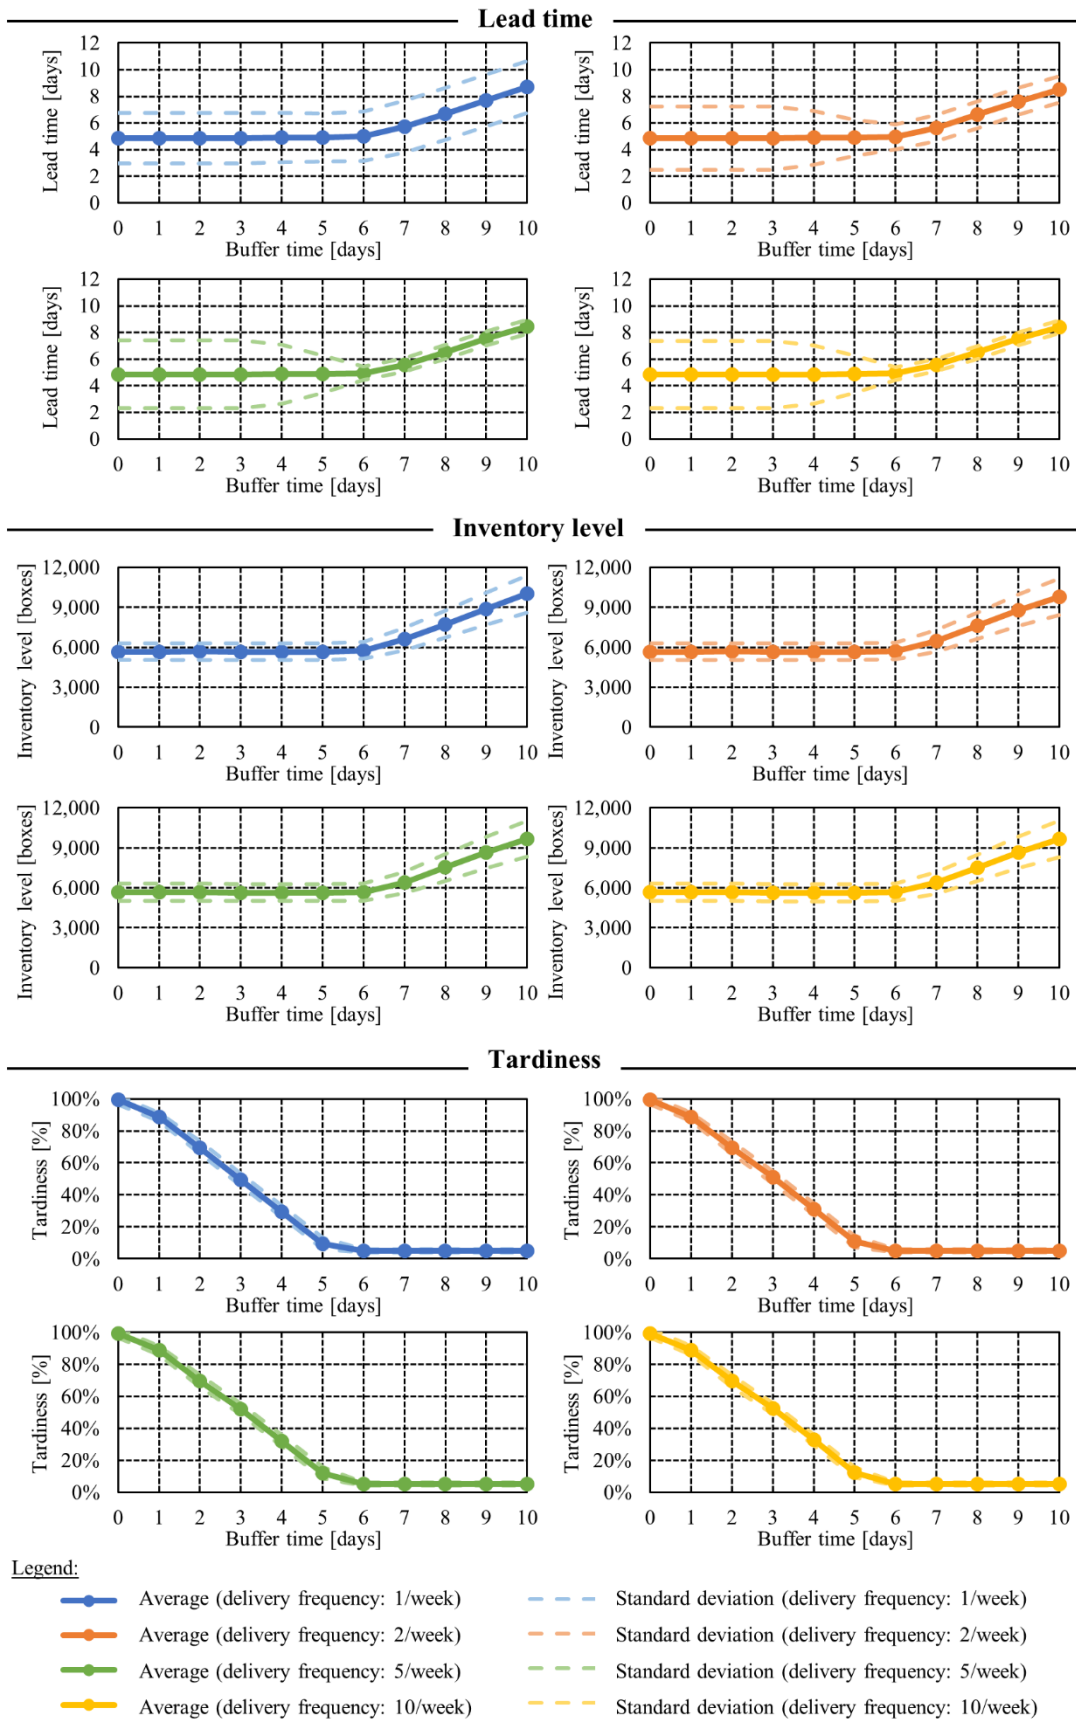 Lead time
Lead time [days]
12
10
8
6
4
2
0
0 1 2 3 4 5 6 7 8 9 10
Buffer time [days]
Lead time [days]
12
10
8
6
4
2
0
0 1 2 3 4 5 6 7 8 9 10
Buffer time [days]
Lead time [days]
12
10
8
6
4
2
0
0 1 2 3 4 5 6 7 8 9 10
Buffer time [days]
Lead time [days]
12
10
8
6
4
2
0
0 1 2 3 4 5 6 7 8 9 10
Buffer time [days]
Inventory level
Inventory level [boxes]
12,000
9,000
6,000
3,000
0
0 1 2 3 4 5 6 7 8 9 10
Buffer time [days]
Inventory level [boxes]
12,000
9,000
6,000
3,000
0
0 1 2 3 4 5 6 7 8 9 10
Buffer time [days]
Inventory level [boxes]
12,000
9,000
6,000
3,000
0
0 1 2 3 4 5 6 7 8 9 10
Buffer time [days]
Inventory level [boxes]
12,000
9,000
6,000
3,000
0
0 1 2 3 4 5 6 7 8 9 10
Buffer time [days]
Tardiness
Tardiness [%]
100%
80%
60%
40%
20%
0%
0 1 2 3 4 5 6 7 8 9 10
Buffer time [days]
Tardiness [%]
100%
80%
60%
40%
20%
0%
0 1 2 3 4 5 6 7 8 9 10
Buffer time [days]
Tardiness [%]
100%
80%
60%
40%
20%
0%
0 1 2 3 4 5 6 7 8 9 10
Buffer time [days]
Tardiness [%]
100%
80%
60%
40%
20%
0%
0 1 2 3 4 5 6 7 8 9 10
Buffer time [days]
Legend:
Average (delivery frequency: 1/week)
Standard deviation (delivery frequency: 1/week)
Average (delivery frequency: 2/week)
Standard deviation (delivery frequency: 2/week)
Average (delivery frequency: 5/week)
Standard deviation (delivery frequency: 5/week)
Average (delivery frequency: 10/week)
Standard deviation (delivery frequency: 10/week)